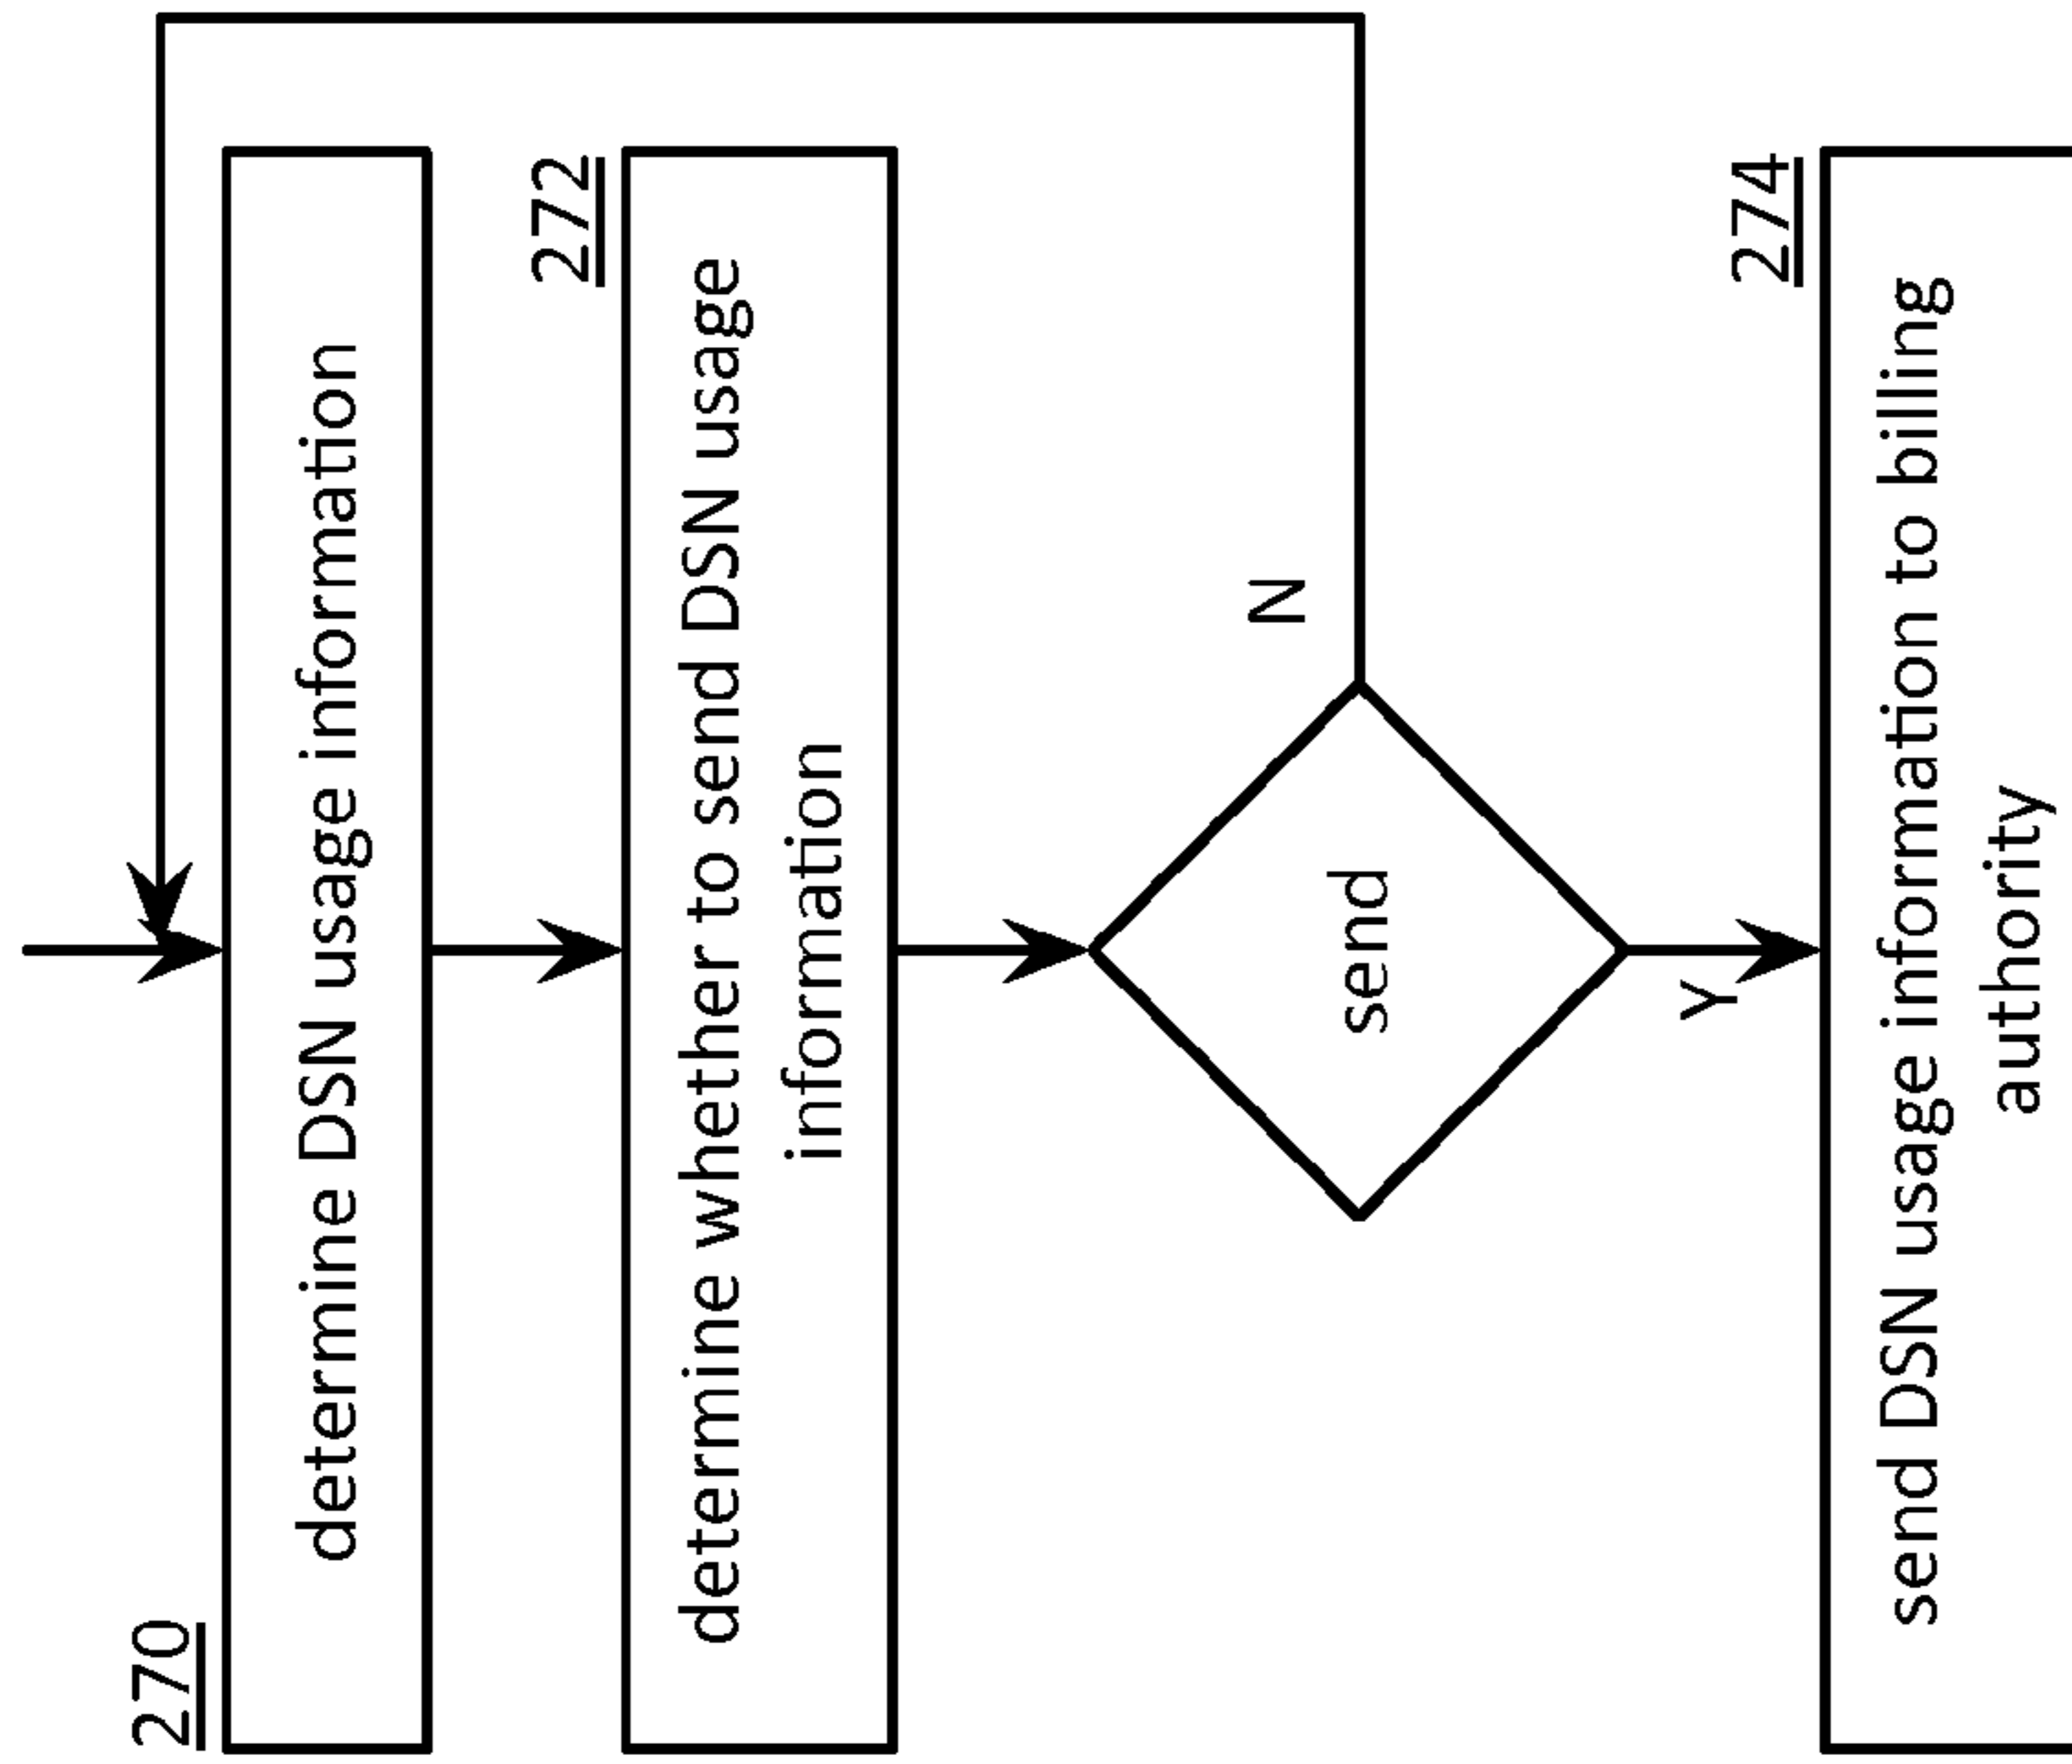 270
determine DSN usage information
272
determine whether to send DSN usage
information
send
N
Y
274
send DSN usage information to billing
authority